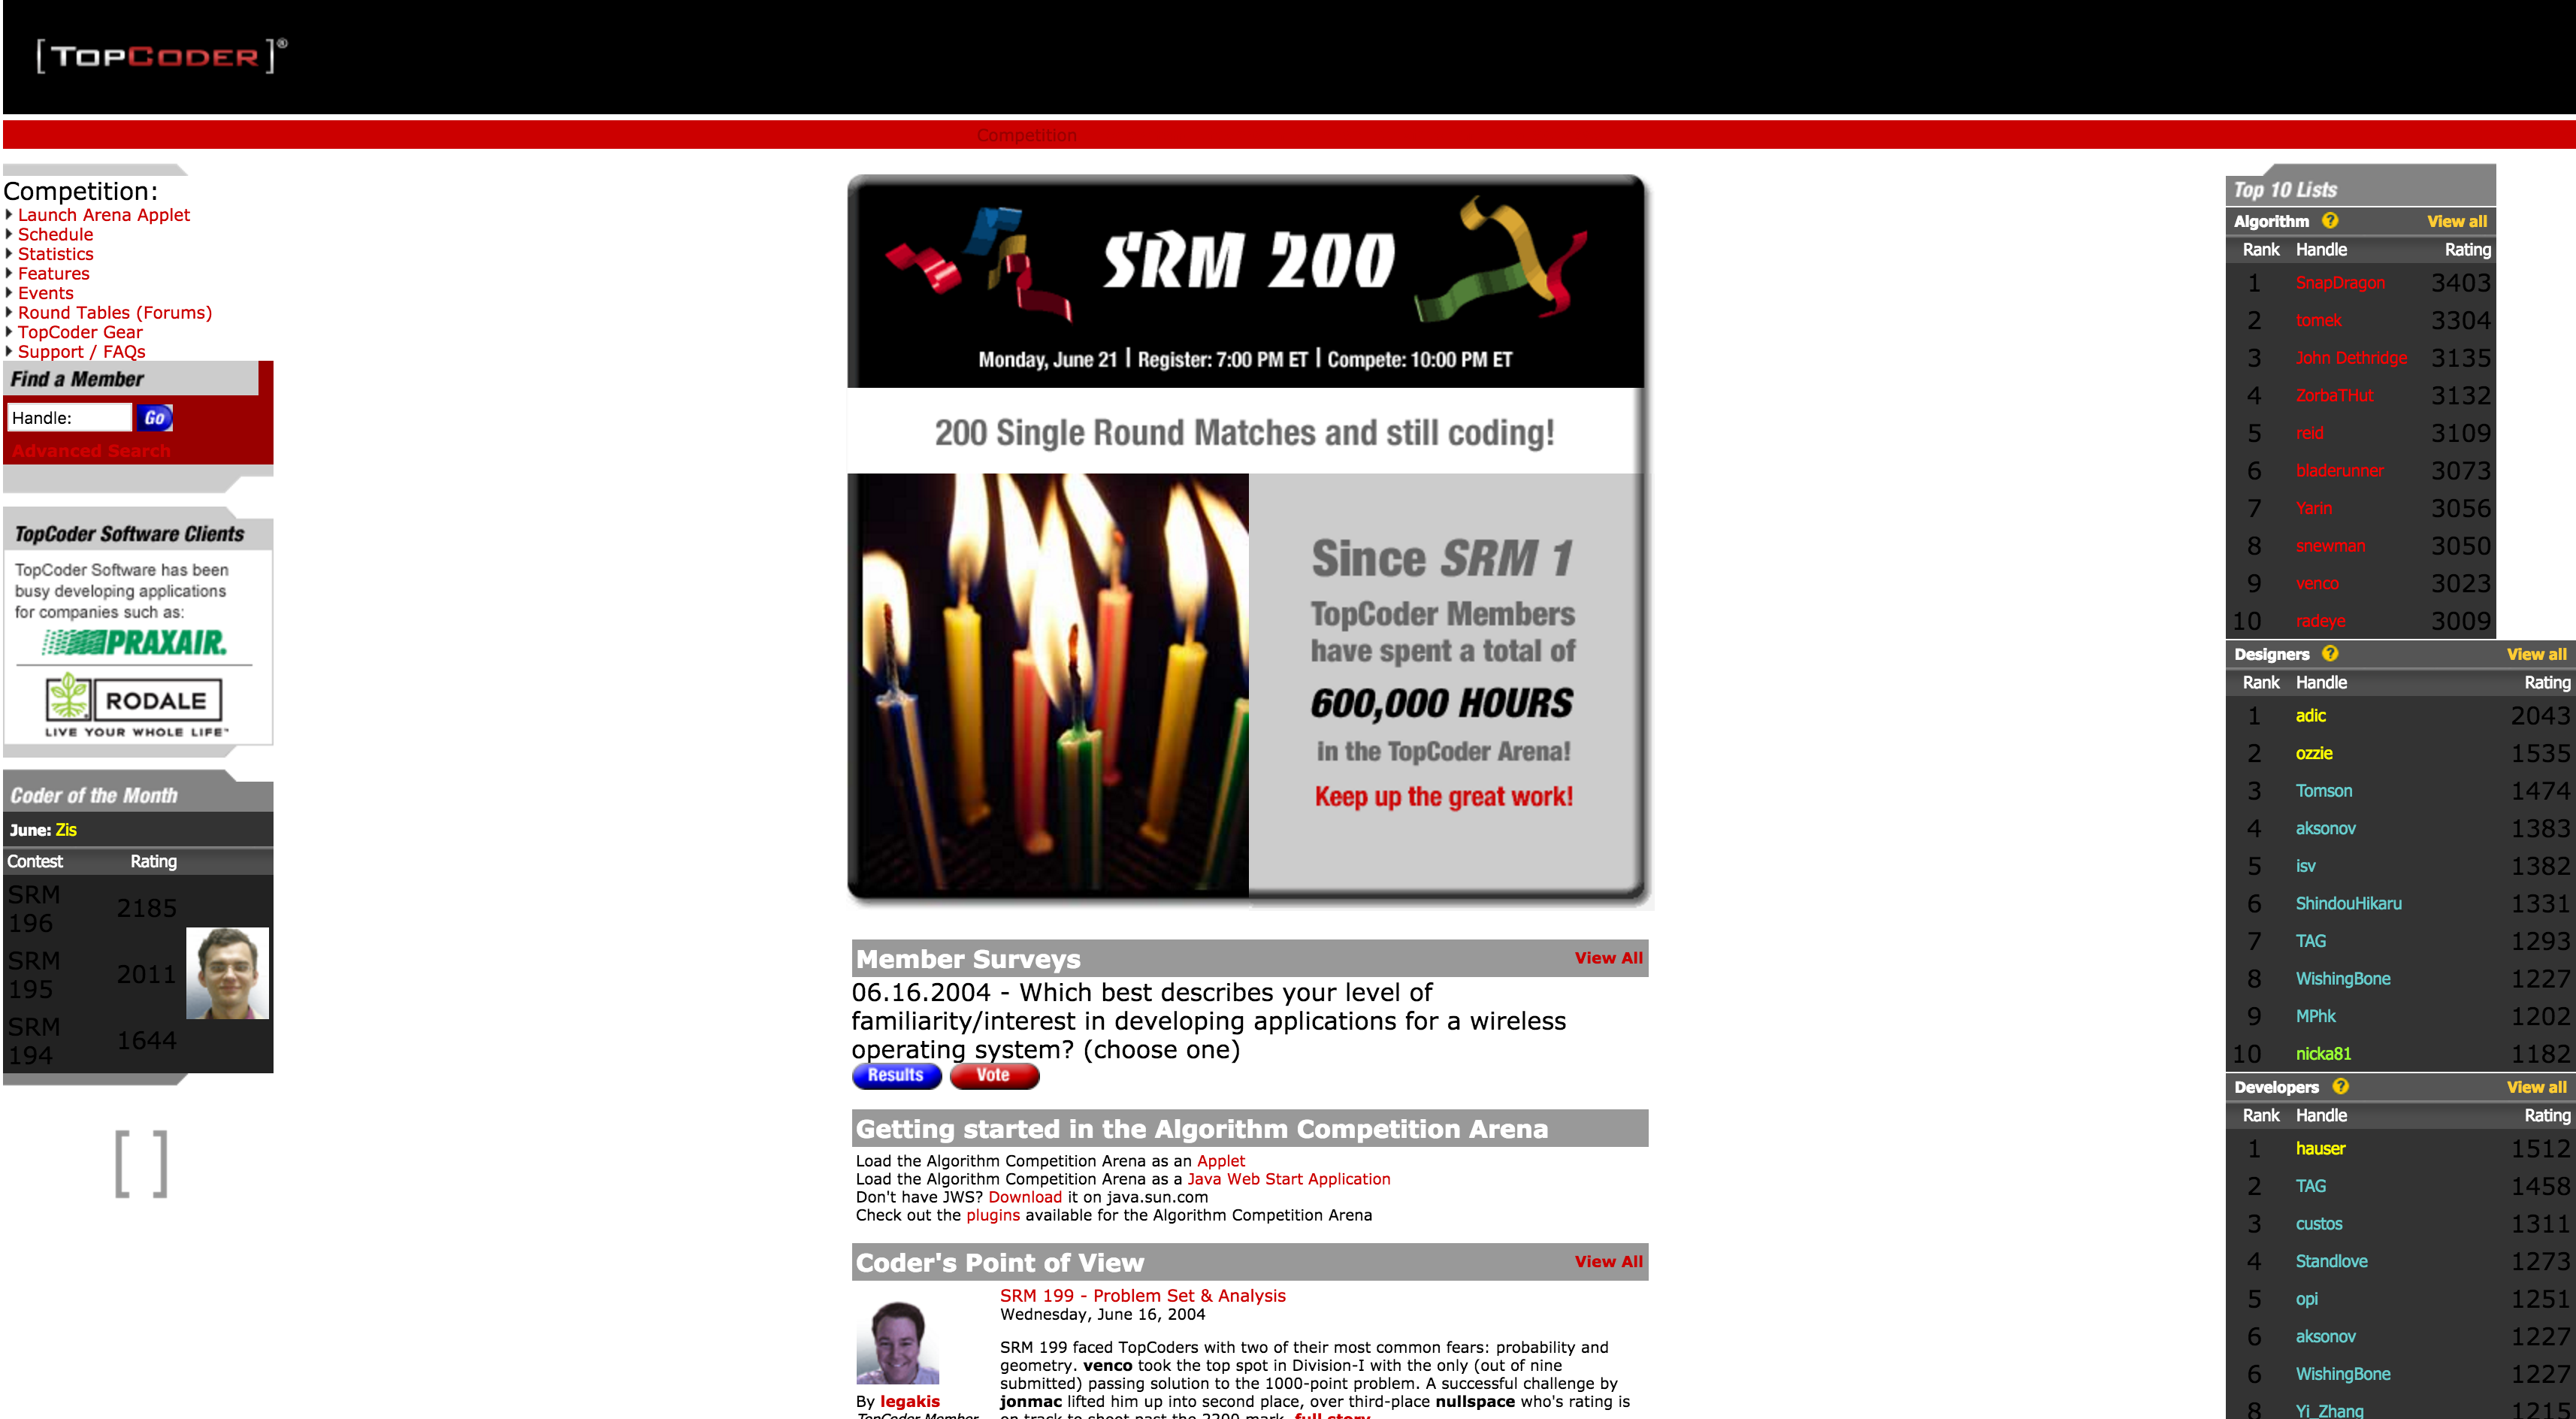 [TOPCODER]®
Competition
Competition:
Launch Arena Applet
Schedule
Statistics
Features
Events
Round Tables (Forums)
TopCoder Gear
Support / FAQs
Find a Member
Handle: Go
Advanced Search
TopCoder Software Clients
TopCoder Software has been
busy developing applications
for companies such as:
PRAXAIR.
RODALE
LIVE YOUR WHOLE LIFE™
Coder of the Month
June: Zis
Contest Rating
SRM 196 2185
SRM 195 2011
SRM 194 1644
[ ]
SRM 200
Monday, June 21 | Register: 7:00 PM ET | Compete: 10:00 PM ET
200 Single Round Matches and still coding!
Since SRM 1
TopCoder Members
have spent a total of
600,000 HOURS
in the TopCoder Arena!
Keep up the great work!
Member Surveys View All
06.16.2004 - Which best describes your level of
familiarity/interest in developing applications for a wireless
operating system? (choose one)
Results Vote
Getting started in the Algorithm Competition Arena
Load the Algorithm Competition Arena as an Applet
Load the Algorithm Competition Arena as a Java Web Start Application
Don't have JWS? Download it on java.sun.com
Check out the plugins available for the Algorithm Competition Arena
Coder's Point of View View All
By legakis
TopCoder Member
SRM 199 - Problem Set & Analysis
Wednesday, June 16, 2004
SRM 199 faced TopCoders with two of their most common fears: probability and
geometry. venco took the top spot in Division-I with the only (out of nine
submitted) passing solution to the 1000-point problem. A successful challenge by
jonmac lifted him up into second place, over third-place nullspace who's rating is
on track to shoot past the 2200 mark. full story
Top 10 Lists
Algorithm ? View all
Rank Handle Rating
1 SnapDragon 3403
2 tomek 3304
3 John Dethridge 3135
4 ZorbaTHut 3132
5 reid 3109
6 bladerunner 3073
7 Yarin 3056
8 snewman 3050
9 venco 3023
10 radeye 3009
Designers ? View all
Rank Handle Rating
1 adic 2043
2 ozzie 1535
3 Tomson 1474
4 aksonov 1383
5 isv 1382
6 ShindouHikaru 1331
7 TAG 1293
8 WishingBone 1227
9 MPhk 1202
10 nicka81 1182
Developers ? View all
Rank Handle Rating
1 hauser 1512
2 TAG 1458
3 custos 1311
4 Standlove 1273
5 opi 1251
6 aksonov 1227
6 WishingBone 1227
8 Yi_Zhang 1215